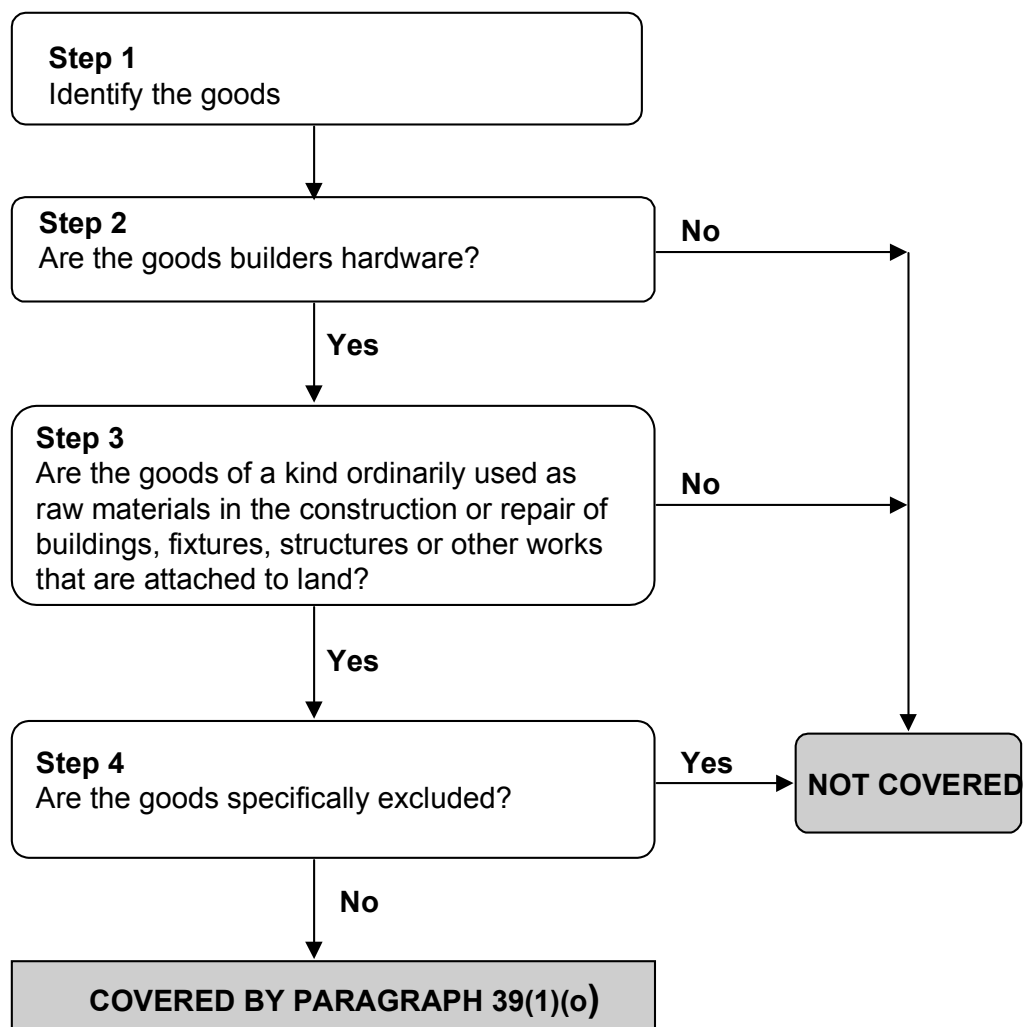 Step 1
Identify the goods
Step 2
Are the goods builders hardware?
No
Yes
Step 3
Are the goods of a kind ordinarily used as
raw materials in the construction or repair of
buildings, fixtures, structures or other works
that are attached to land?
No
Yes
Step 4
Are the goods specifically excluded?
Yes
NOT COVERED
No
COVERED BY PARAGRAPH 39(1)(o)